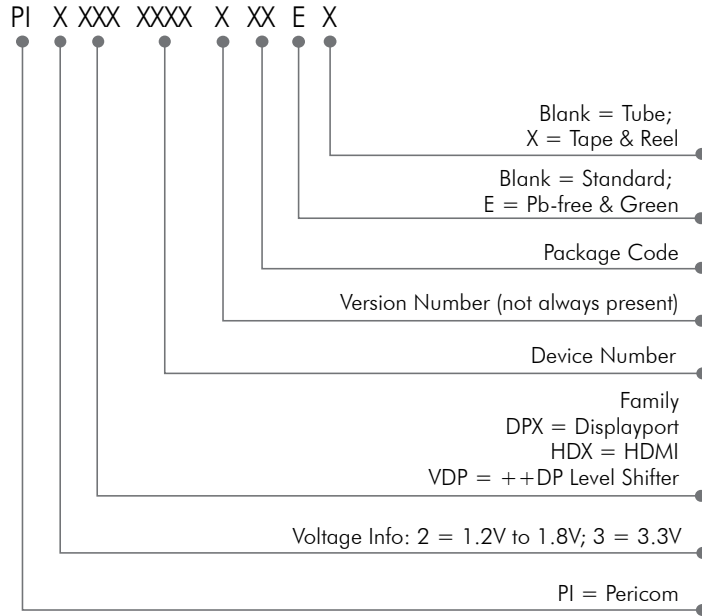 PI X XXX XXXX X XX E X
Blank = Tube;
X = Tape & Reel
Blank = Standard;
E = Pb-free & Green
Package Code
Version Number (not always present)
Device Number
Family
DPX = Displayport
HDX = HDMI
VDP = ++DP Level Shifter
Voltage Info: 2 = 1.2V to 1.8V; 3 = 3.3V
PI = Pericom